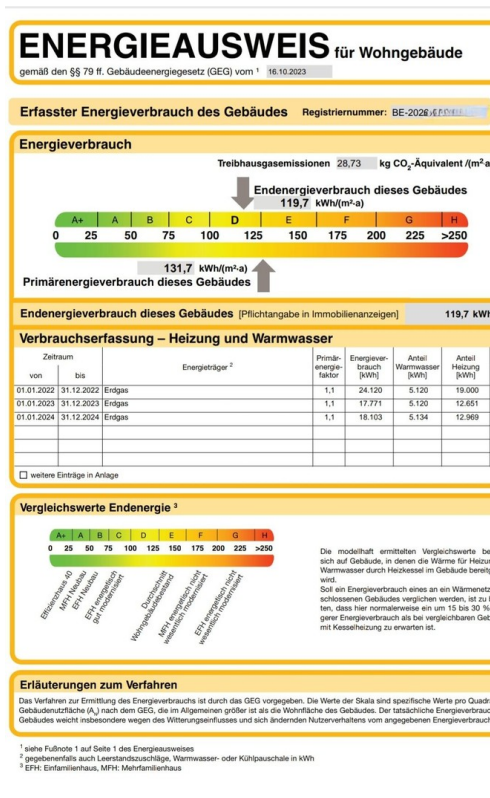 ENERGIEAUSWEIS für Wohngebäude
gemäß den §§ 79 ff. Gebäudeenergiegesetz (GEG) vom ¹ 16.10.2023
Erfasster Energieverbrauch des Gebäudes Registriernummer: BE-2026
Energieverbrauch
Treibhausgasemissionen 28,73 kg CO₂-Äquivalent /(m²·a
Endenergieverbrauch dieses Gebäudes
119,7 kWh/(m²·a)
A+ A B C D E F G H
0 25 50 75 100 125 150 175 200 225 >250
131,7 kWh/(m²·a)
Primärenergieverbrauch dieses Gebäudes
Endenergieverbrauch dieses Gebäudes [Pflichtangabe in Immobilienanzeigen] 119,7 kWh
Verbrauchserfassung – Heizung und Warmwasser
Zeitraum
von bis
Energieträger ²
Primär-
energie-
faktor
Energiever-
brauch
[kWh]
Anteil
Warmwasser
[kWh]
Anteil
Heizung
[kWh]
01.01.2022 31.12.2022 Erdgas 1,1 24.120 5.120 19.000
01.01.2023 31.12.2023 Erdgas 1,1 17.771 5.120 12.651
01.01.2024 31.12.2024 Erdgas 1,1 18.103 5.134 12.969
weitere Einträge in Anlage
Vergleichswerte Endenergie ³
A+ A B C D E F G H
0 25 50 75 100 125 150 175 200 225 >250
Effizienzhaus 40
MFH Neubau
EFH Neubau
EFH energetisch
gut modernisiert
Durchschnitt
Wohngebäudebestand
MFH energetisch nicht
wesentlich modernisiert
EFH energetisch nicht
wesentlich modernisiert
Die modellhaft ermittelten Vergleichswerte be
sich auf Gebäude, in denen die Wärme für Heizu
Warmwasser durch Heizkessel im Gebäude bereitg
wird.
Soll ein Energieverbrauch eines an ein Wärmenetz
schlossenen Gebäudes verglichen werden, ist zu
ten, dass hier normalerweise ein um 15 bis 30 %
gerer Energieverbrauch als bei vergleichbaren Geb
mit Kesselheizung zu erwarten ist.
Erläuterungen zum Verfahren
Das Verfahren zur Ermittlung des Energieverbrauchs ist durch das GEG vorgegeben. Die Werte der Skala sind spezifische Werte pro Quadr
Gebäudenutzfläche (Aɴ) nach dem GEG, die im Allgemeinen größer ist als die Wohnfläche des Gebäudes. Der tatsächliche Energieverbrauc
Gebäudes weicht insbesondere wegen des Witterungseinflusses und sich ändernden Nutzerverhaltens vom angegebenen Energieverbrauch
¹ siehe Fußnote 1 auf Seite 1 des Energieausweises
² gegebenenfalls auch Leerstandszuschläge, Warmwasser- oder Kühlpauschale in kWh
³ EFH: Einfamilienhaus, MFH: Mehrfamilienhaus